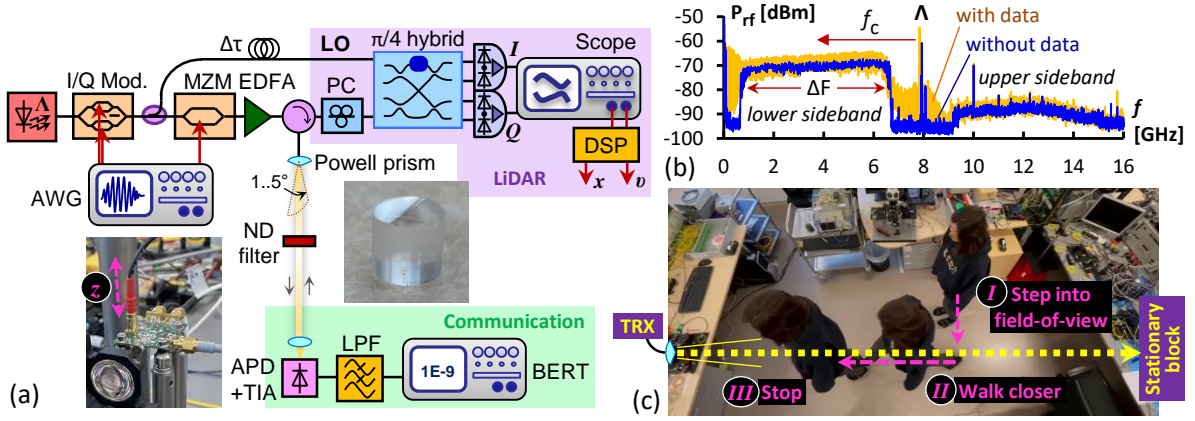 Δτ
LO
π/4 hybrid
I
Scope
I/Q Mod.
MZM EDFA
PC
Λ
Q
DSP
AWG
Powell prism
x
υ
LiDAR
1..5°
ND
filter
z
Communication
LPF
1E-9
BERT
APD
+TIA
(a)
-50
-60
-70
-80
-90
-100
P_rf [dBm]
f_c
Λ
with data
without data
ΔF
upper sideband
lower sideband
f
[GHz]
0
2
4
6
8
10
12
14
16
(b)
TRX
I Step into
field-of-view
II Walk closer
III Stop
Stationary
block
(c)